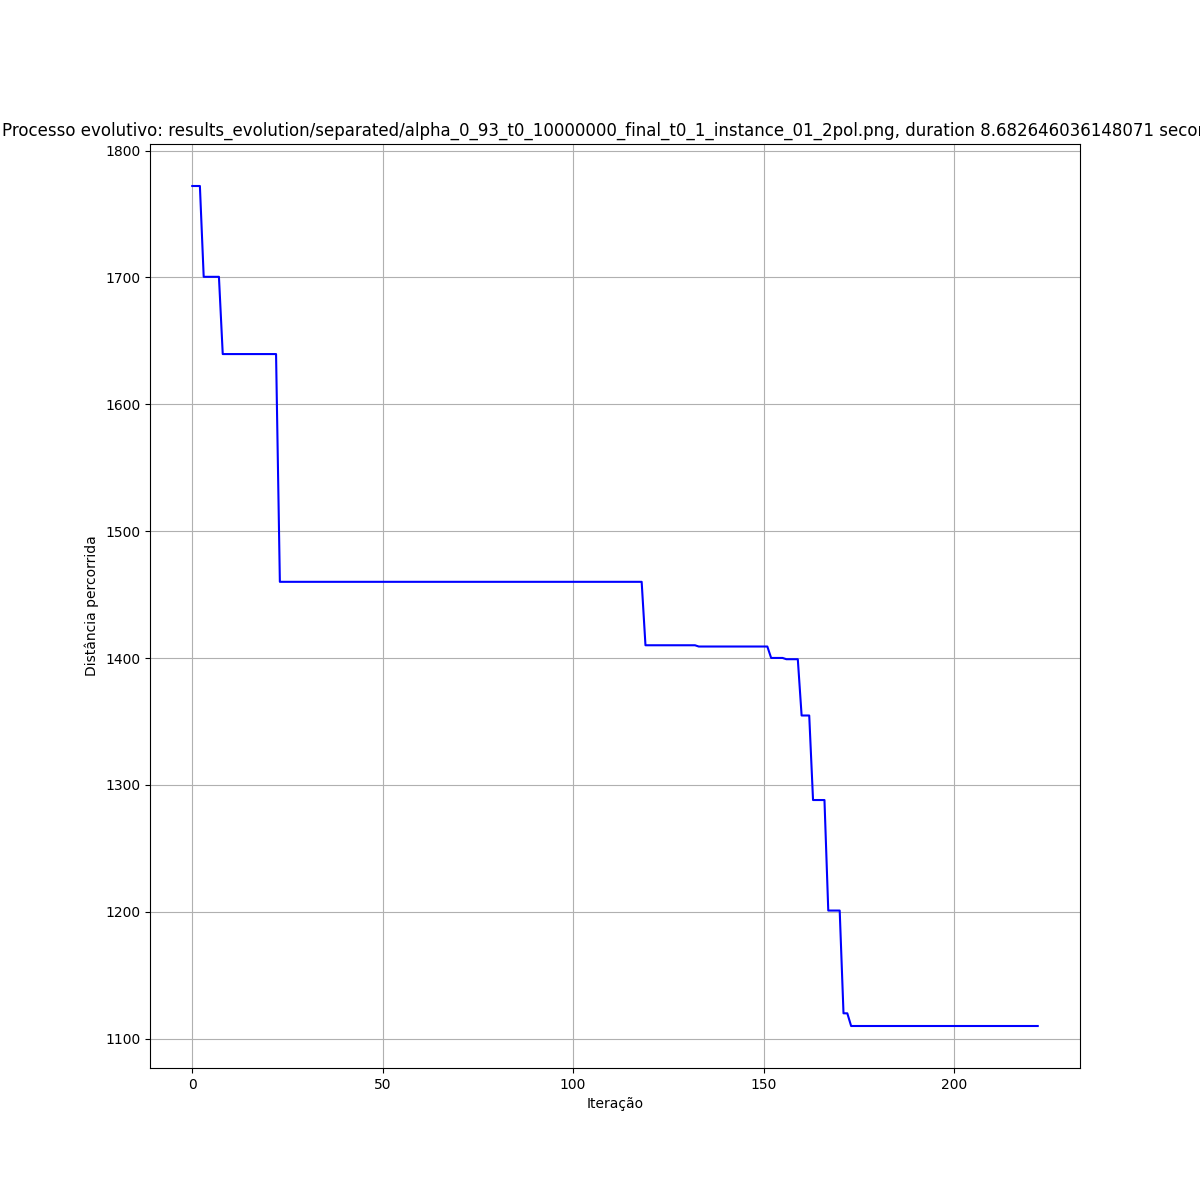 Processo evolutivo: results_evolution/separated/alpha_0_93_t0_10000000_final_t0_1_instance_01_2pol.png, duration 8.682646036148071 secon
1800
1700
1600
1500
1400
1300
1200
1100
Distância percorrida
0 50 100 150 200
Iteração